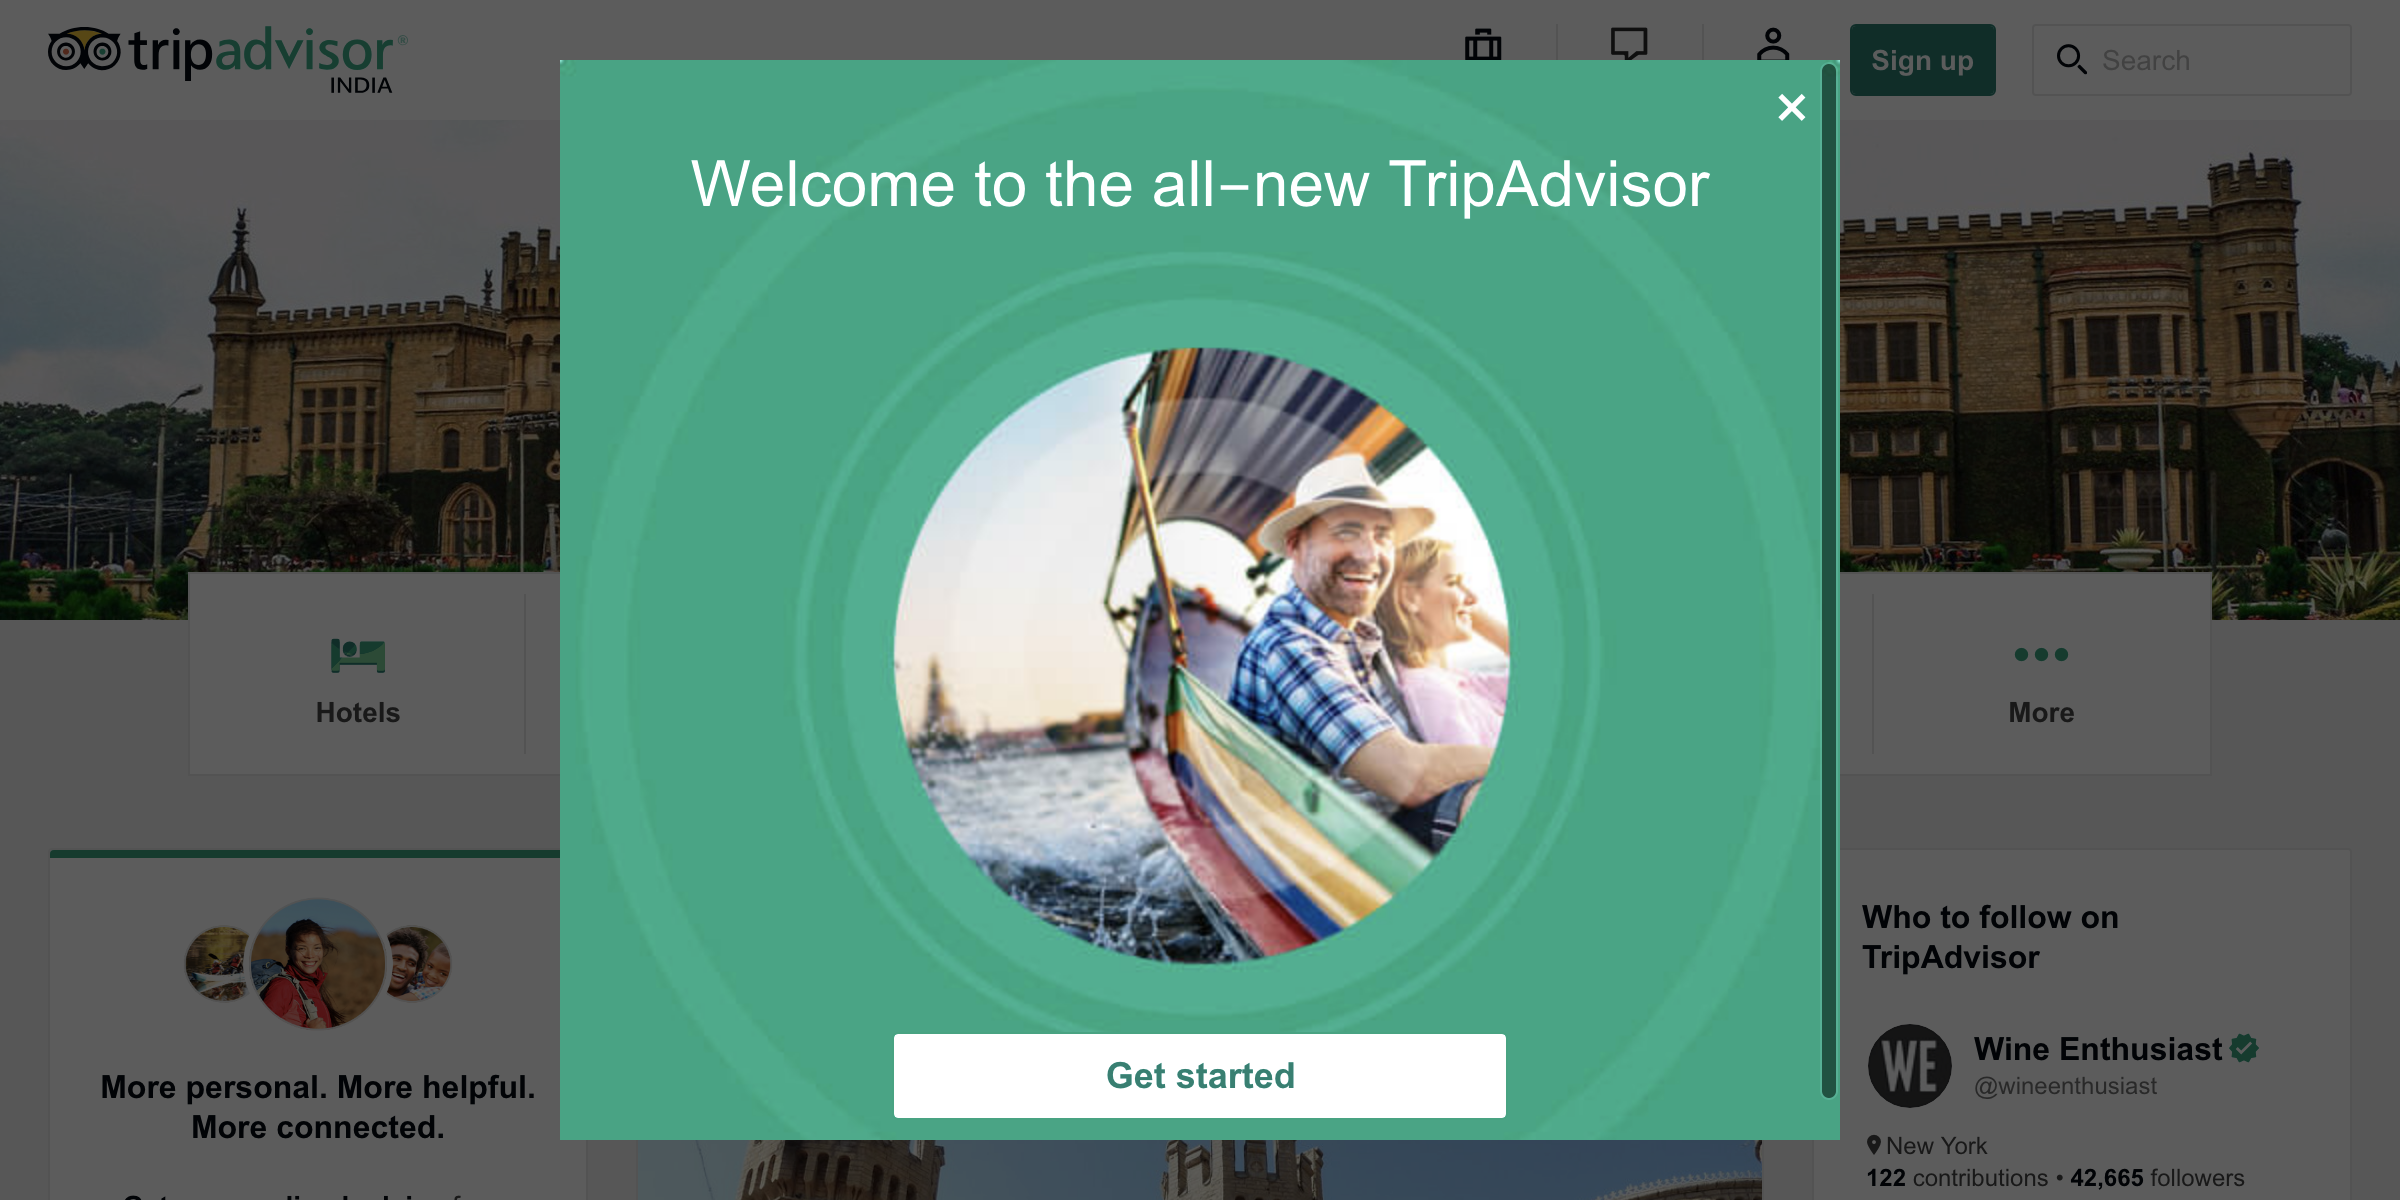 tripadvisor®
INDIA
Sign up
Search
Welcome to the all-new TripAdvisor
Get started
Hotels
More
More personal. More helpful.
More connected.
Who to follow on
TripAdvisor
WE
Wine Enthusiast
@wineenthusiast
New York
122 contributions • 42,665 followers